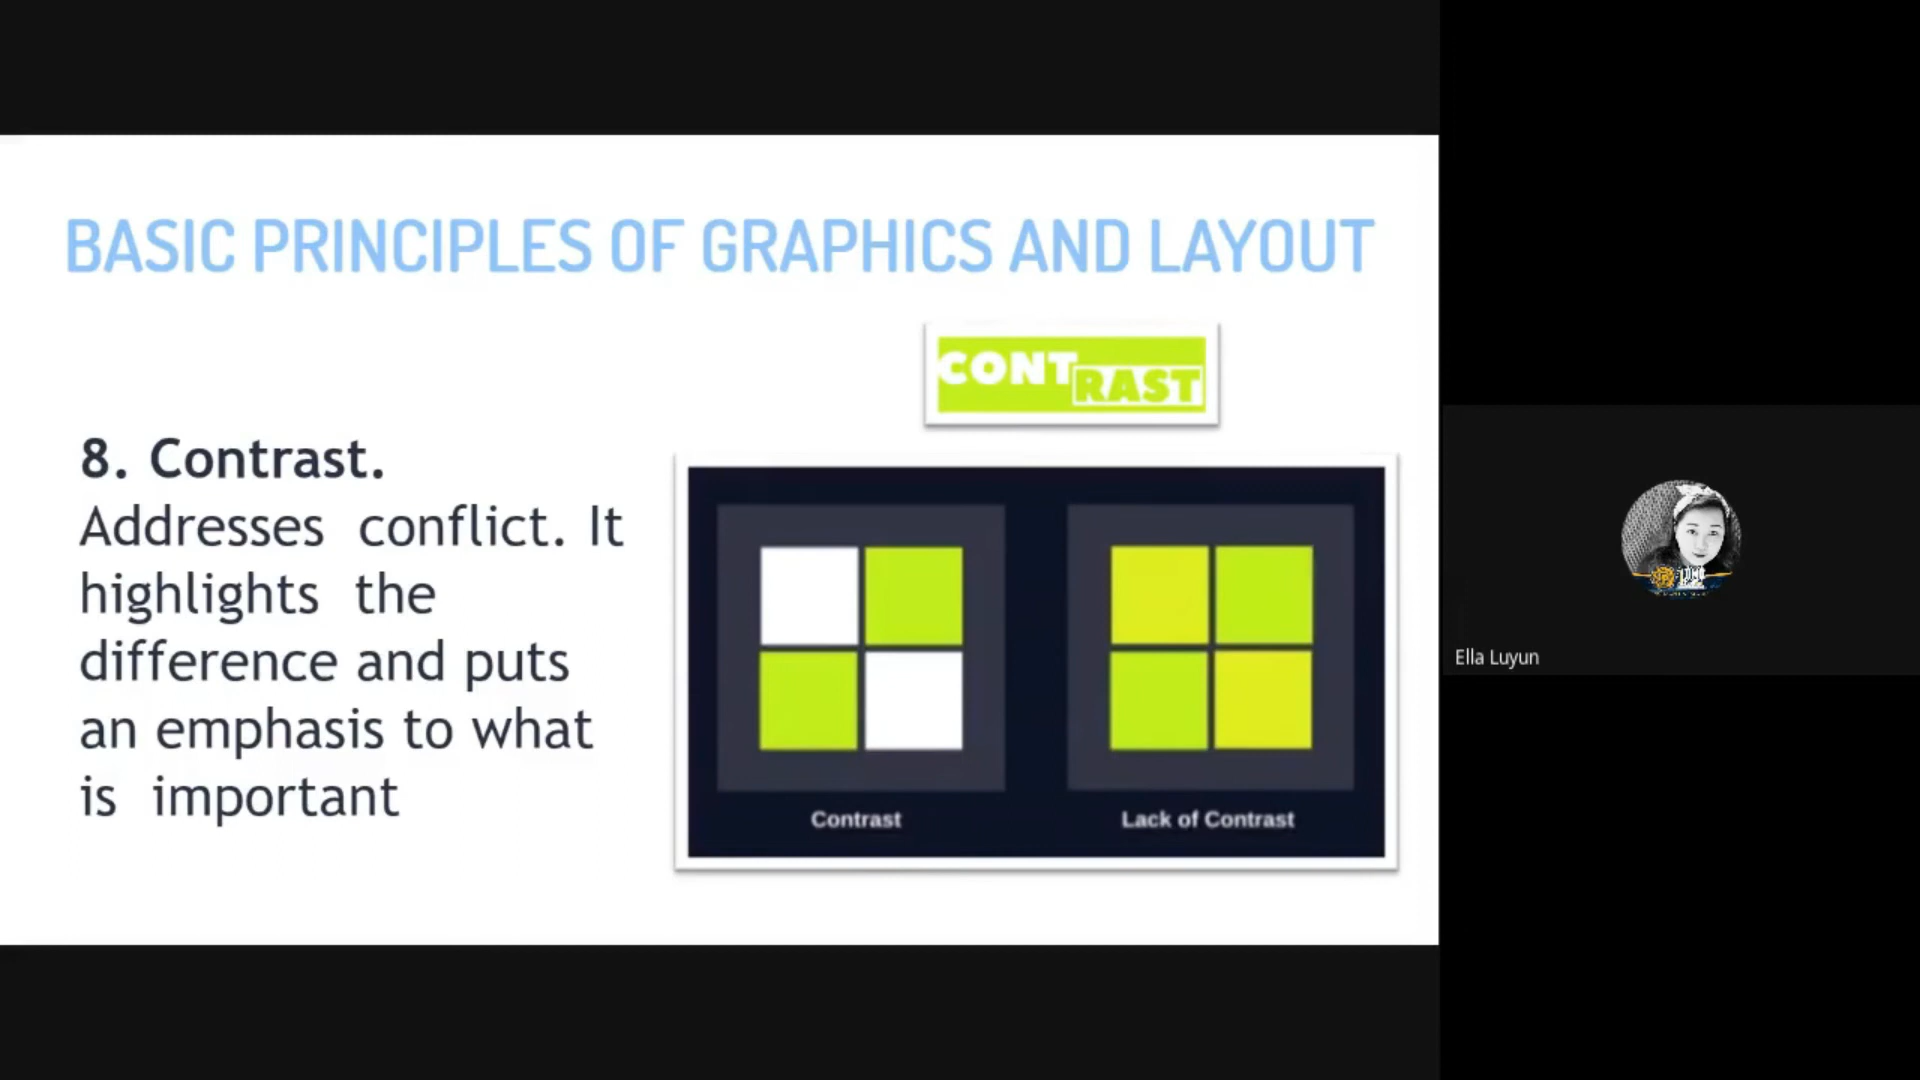 BASIC PRINCIPLES OF GRAPHICS AND LAYOUT
CONTRAST
8. Contrast.
Addresses conflict. It
highlights the
difference and puts
an emphasis to what
is important
Contrast
Lack of Contrast
Ella Luyun